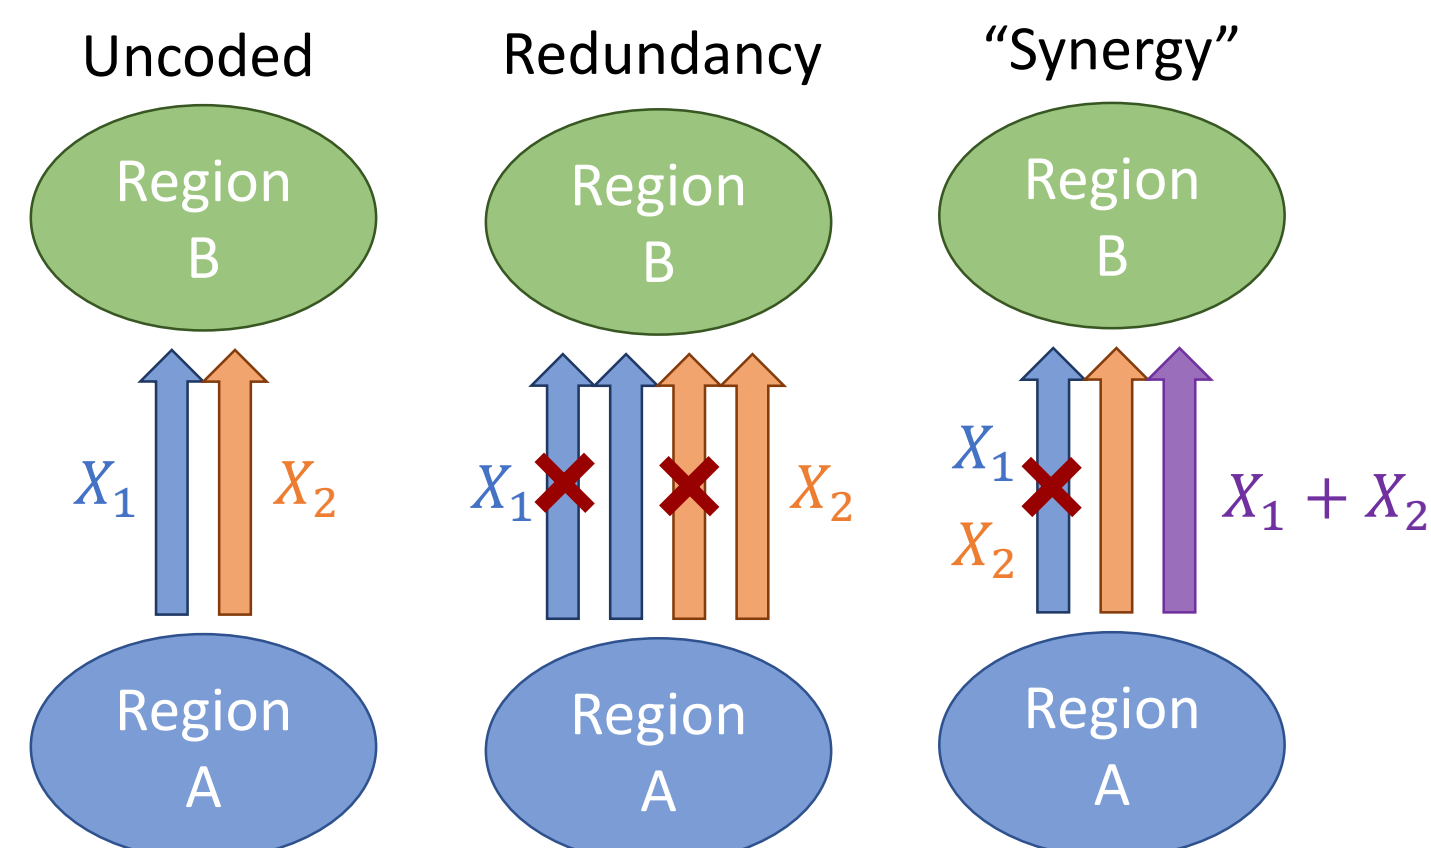 Uncoded
Region
B
X₁
X₂
Region
A
Redundancy
Region
B
X₁
X₂
Region
A
“Synergy”
Region
B
X₁
X₂
X₁ + X₂
Region
A